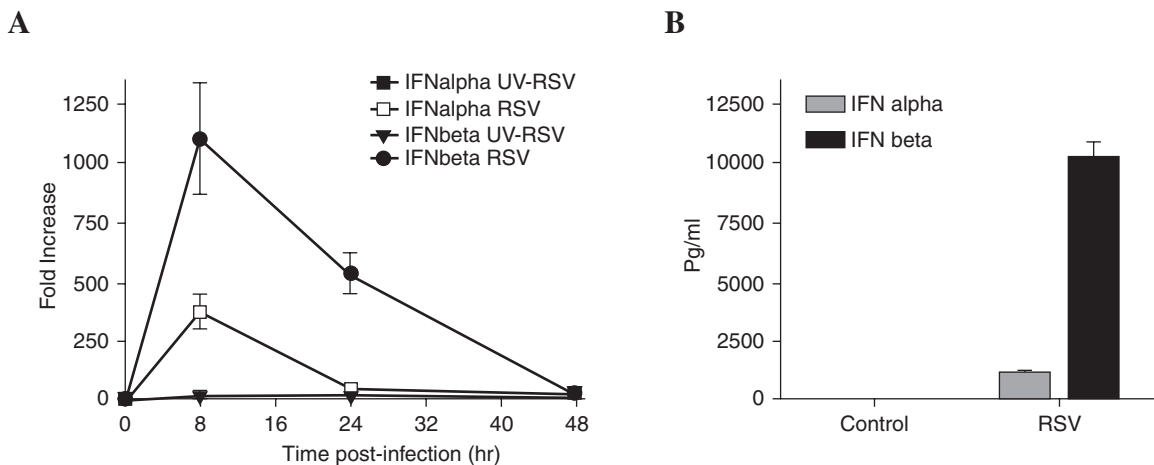 A
Fold Increase
1250
1000
750
500
250
0
0 8 16 24 32 40 48
Time post-infection (hr)
IFNalpha UV-RSV
IFNalpha RSV
IFNbeta UV-RSV
IFNbeta RSV
B
Pg/ml
12500
10000
7500
5000
2500
0
Control RSV
IFN alpha
IFN beta